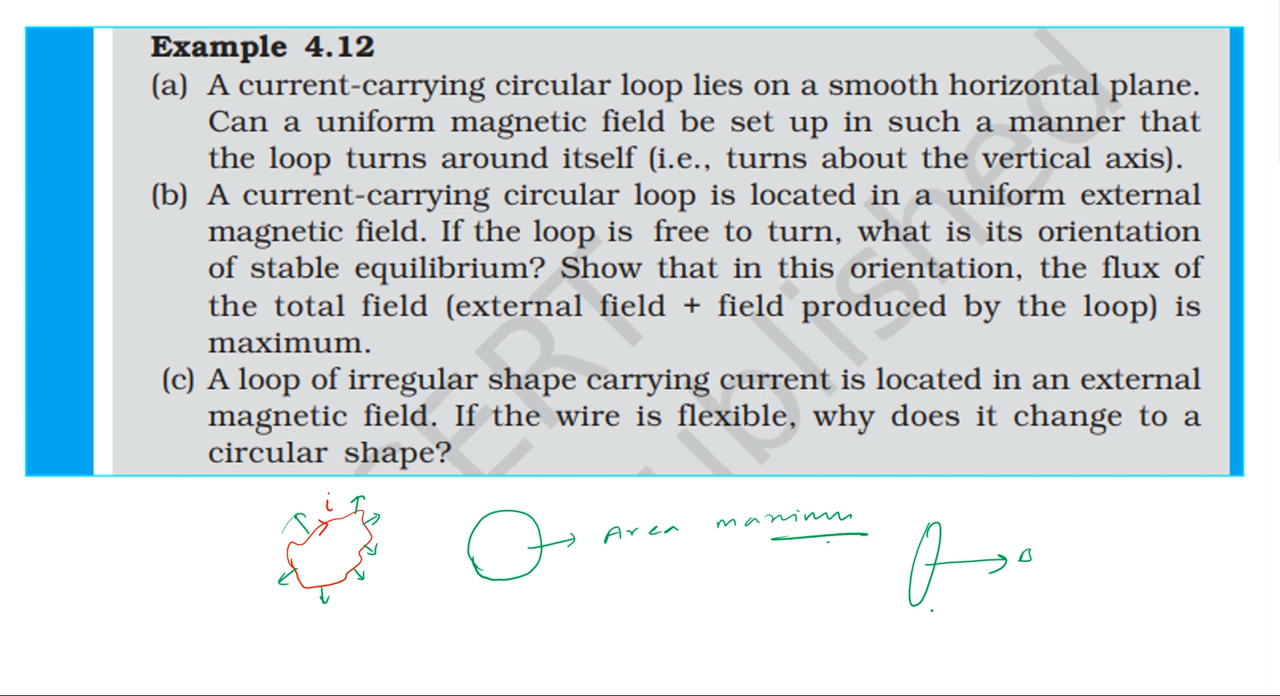 Example 4.12
(a) A current-carrying circular loop lies on a smooth horizontal plane.
Can a uniform magnetic field be set up in such a manner that
the loop turns around itself (i.e., turns about the vertical axis).
(b) A current-carrying circular loop is located in a uniform external
magnetic field. If the loop is free to turn, what is its orientation
of stable equilibrium? Show that in this orientation, the flux of
the total field (external field + field produced by the loop) is
maximum.
(c) A loop of irregular shape carrying current is located in an external
magnetic field. If the wire is flexible, why does it change to a
circular shape?
i
Area maximum
B